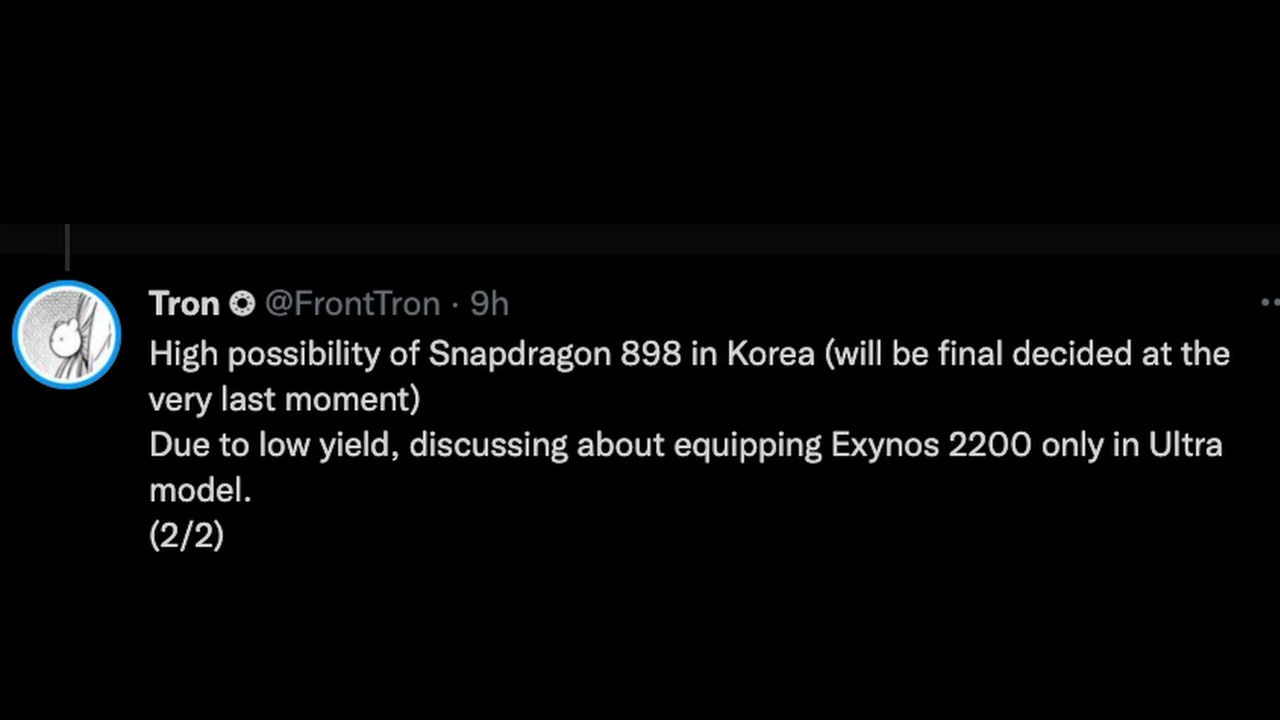 Tron @FrontTron · 9h
High possibility of Snapdragon 898 in Korea (will be final decided at the
very last moment)
Due to low yield, discussing about equipping Exynos 2200 only in Ultra
model.
(2/2)